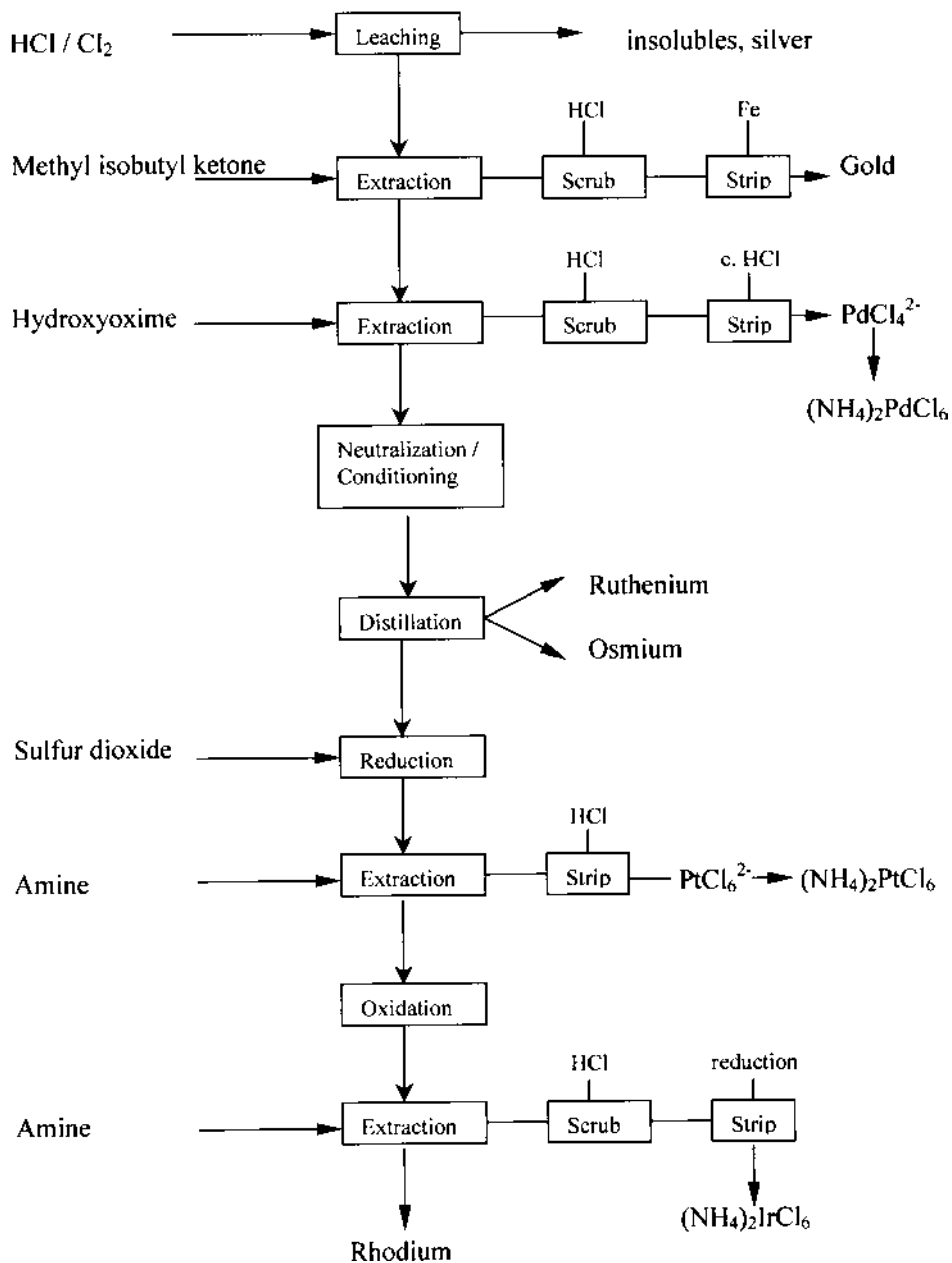 HCl / Cl₂
Leaching
insolubles, silver
HCl
Fe
Methyl isobutyl ketone
Extraction
Scrub
Strip
Gold
HCl
c. HCl
Hydroxyoxime
Extraction
Scrub
Strip
PdCl₄²⁻
(NH₄)₂PdCl₆
Neutralization /
Conditioning
Ruthenium
Distillation
Osmium
Sulfur dioxide
Reduction
HCl
Amine
Extraction
Strip
PtCl₆²⁻
(NH₄)₂PtCl₆
Oxidation
HCl
reduction
Amine
Extraction
Scrub
Strip
(NH₄)₂IrCl₆
Rhodium